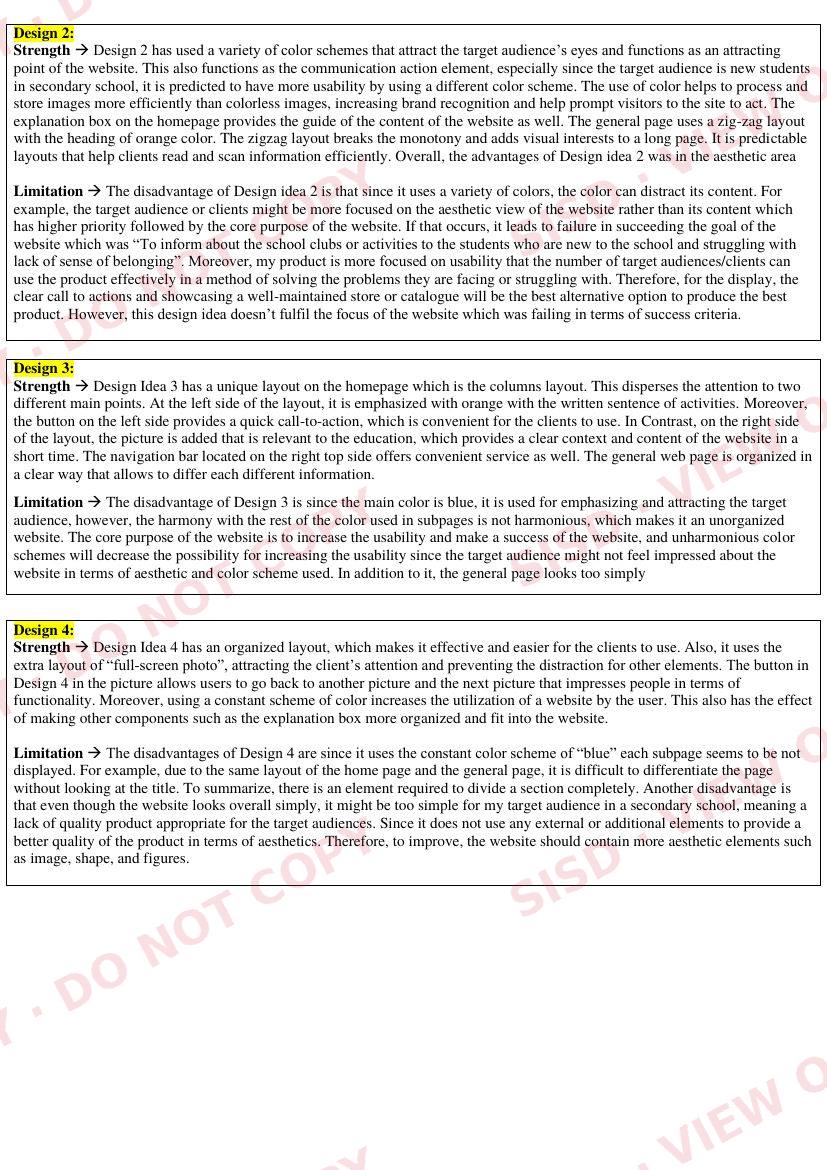 Design 2:
Strength → Design 2 has used a variety of color schemes that attract the target audience's eyes and functions as an attracting
point of the website. This also functions as the communication action element, especially since the target audience is new students
in secondary school, it is predicted to have more usability by using a different color scheme. The use of color helps to process and
store images more efficiently than colorless images, increasing brand recognition and help prompt visitors to the site to act. The
explanation box on the homepage provides the guide of the content of the website as well. The general page uses a zig-zag layout
with the heading of orange color. The zigzag layout breaks the monotony and adds visual interests to a long page. It is predictable
layouts that help clients read and scan information efficiently. Overall, the advantages of Design idea 2 was in the aesthetic area
Limitation → The disadvantage of Design idea 2 is that since it uses a variety of colors, the color can distract its content. For
example, the target audience or clients might be more focused on the aesthetic view of the website rather than its content which
has higher priority followed by the core purpose of the website. If that occurs, it leads to failure in succeeding the goal of the
website which was “To inform about the school clubs or activities to the students who are new to the school and struggling with
lack of sense of belonging”. Moreover, my product is more focused on usability that the number of target audiences/clients can
use the product effectively in a method of solving the problems they are facing or struggling with. Therefore, for the display, the
clear call to actions and showcasing a well-maintained store or catalogue will be the best alternative option to produce the best
product. However, this design idea doesn't fulfil the focus of the website which was failing in terms of success criteria.
Design 3:
Strength → Design Idea 3 has a unique layout on the homepage which is the columns layout. This disperses the attention to two
different main points. At the left side of the layout, it is emphasized with orange with the written sentence of activities. Moreover,
the button on the left side provides a quick call-to-action, which is convenient for the clients to use. In Contrast, on the right side
of the layout, the picture is added that is relevant to the education, which provides a clear context and content of the website in a
short time. The navigation bar located on the right top side offers convenient service as well. The general web page is organized in
a clear way that allows to differ each different information.
Limitation → The disadvantage of Design 3 is since the main color is blue, it is used for emphasizing and attracting the target
audience, however, the harmony with the rest of the color used in subpages is not harmonious, which makes it an unorganized
website. The core purpose of the website is to increase the usability and make a success of the website, and unharmonious color
schemes will decrease the possibility for increasing the usability since the target audience might not feel impressed about the
website in terms of aesthetic and color scheme used. In addition to it, the general page looks too simply
Design 4:
Strength → Design Idea 4 has an organized layout, which makes it effective and easier for the clients to use. Also, it uses the
extra layout of “full-screen photo”, attracting the client's attention and preventing the distraction for other elements. The button in
Design 4 in the picture allows users to go back to another picture and the next picture that impresses people in terms of
functionality. Moreover, using a constant scheme of color increases the utilization of a website by the user. This also has the effect
of making other components such as the explanation box more organized and fit into the website.
Limitation → The disadvantages of Design 4 are since it uses the constant color scheme of “blue” each subpage seems to be not
displayed. For example, due to the same layout of the home page and the general page, it is difficult to differentiate the page
without looking at the title. To summarize, there is an element required to divide a section completely. Another disadvantage is
that even though the website looks overall simply, it might be too simple for my target audience in a secondary school, meaning a
lack of quality product appropriate for the target audiences. Since it does not use any external or additional elements to provide a
better quality of the product in terms of aesthetics. Therefore, to improve, the website should contain more aesthetic elements such
as image, shape, and figures.
SISD · VIEW O
Y · DO NOT COPY
SISD · VIEW O
Y · DO NOT COPY
SISD · VIEW O
Y · DO NOT COPY
SISD · VIEW O